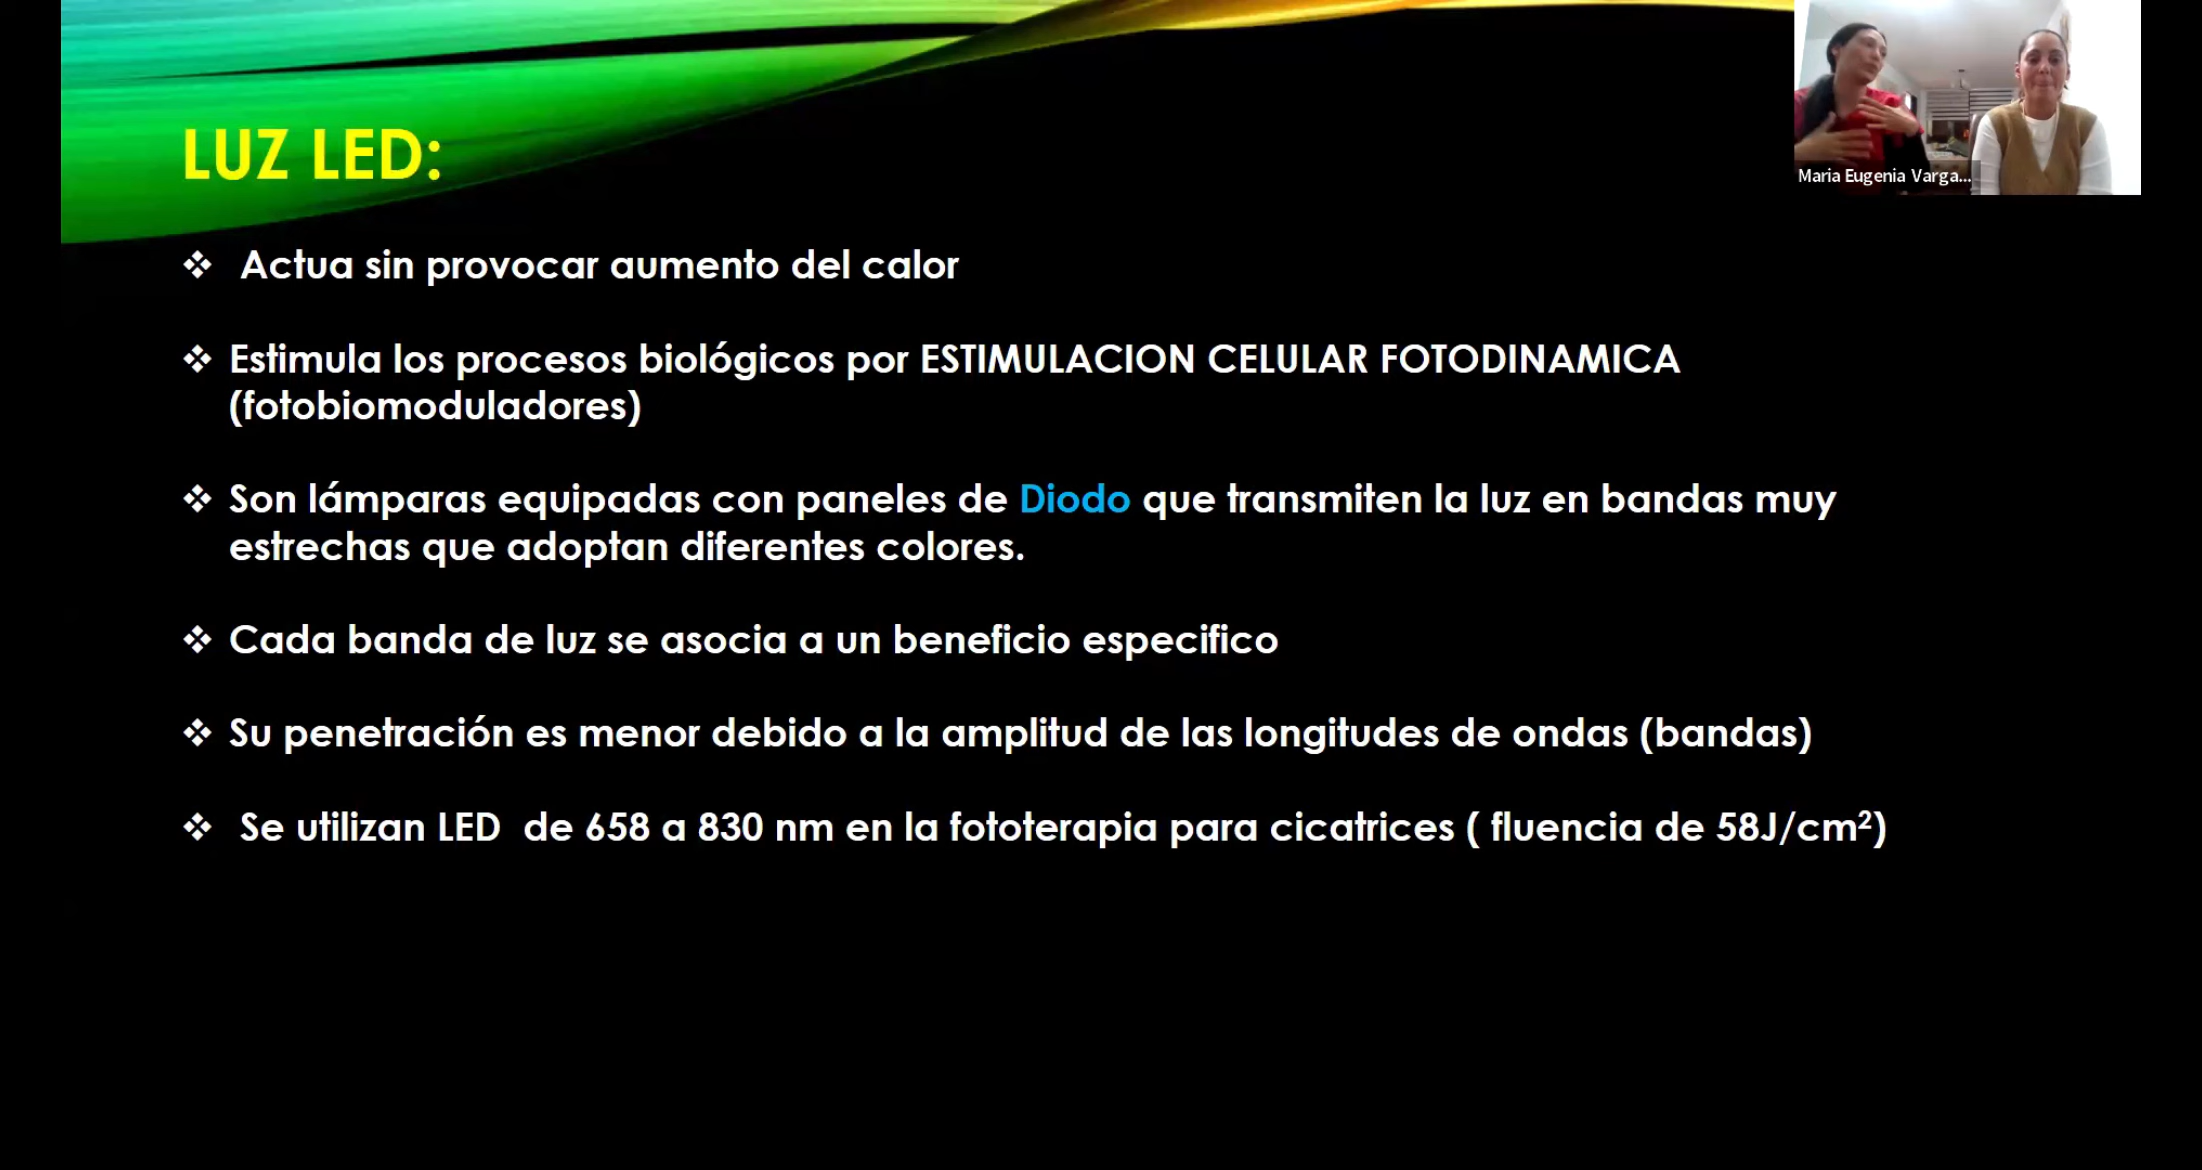 LUZ LED:
Maria Eugenia Varga...
❖ Actua sin provocar aumento del calor
❖ Estimula los procesos biológicos por ESTIMULACION CELULAR FOTODINAMICA
(fotobiomoduladores)
❖ Son lámparas equipadas con paneles de Diodo que transmiten la luz en bandas muy
estrechas que adoptan diferentes colores.
❖ Cada banda de luz se asocia a un beneficio especifico
❖ Su penetración es menor debido a la amplitud de las longitudes de ondas (bandas)
❖ Se utilizan LED de 658 a 830 nm en la fototerapia para cicatrices ( fluencia de 58J/cm²)